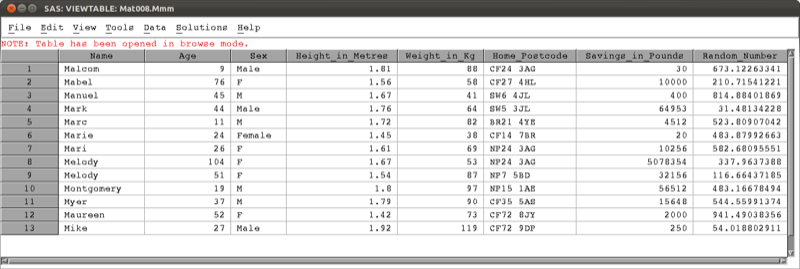 SAS: VIEWTABLE: Mat008.Mmm
File Edit View Tools Data Solutions Help
NOTE: Table has been opened in browse mode.
Name Age Sex Height_in_Metres Weight_in_Kg Home_Postcode Savings_in_Pounds Random_Number
1 Malcom 9 Male 1.81 88 CF24 3AG 30 673.12263341
2 Mabel 76 F 1.56 58 CF27 4HL 10000 210.71541221
3 Manuel 45 M 1.67 41 SW6 4JL 400 814.88401869
4 Mark 44 Male 1.76 64 SW5 3JL 64953 31.48134228
5 Marc 11 M 1.72 82 BR21 4YE 4512 523.80907042
6 Marie 24 Female 1.45 38 CF14 7BR 20 483.87992663
7 Mari 26 F 1.61 69 NP24 3AG 10256 582.68095551
8 Melody 104 F 1.67 53 NP24 3AG 5078354 337.9637388
9 Melody 51 F 1.54 87 NP7 5BD 32156 116.66437185
10 Montgomery 19 M 1.8 97 NP15 1AE 56512 483.16678494
11 Myer 37 M 1.79 90 CF35 5AS 15648 544.55991374
12 Maureen 52 F 1.42 73 CF72 8JY 2000 941.49038356
13 Mike 27 Male 1.92 119 CF72 9DP 250 54.018802911